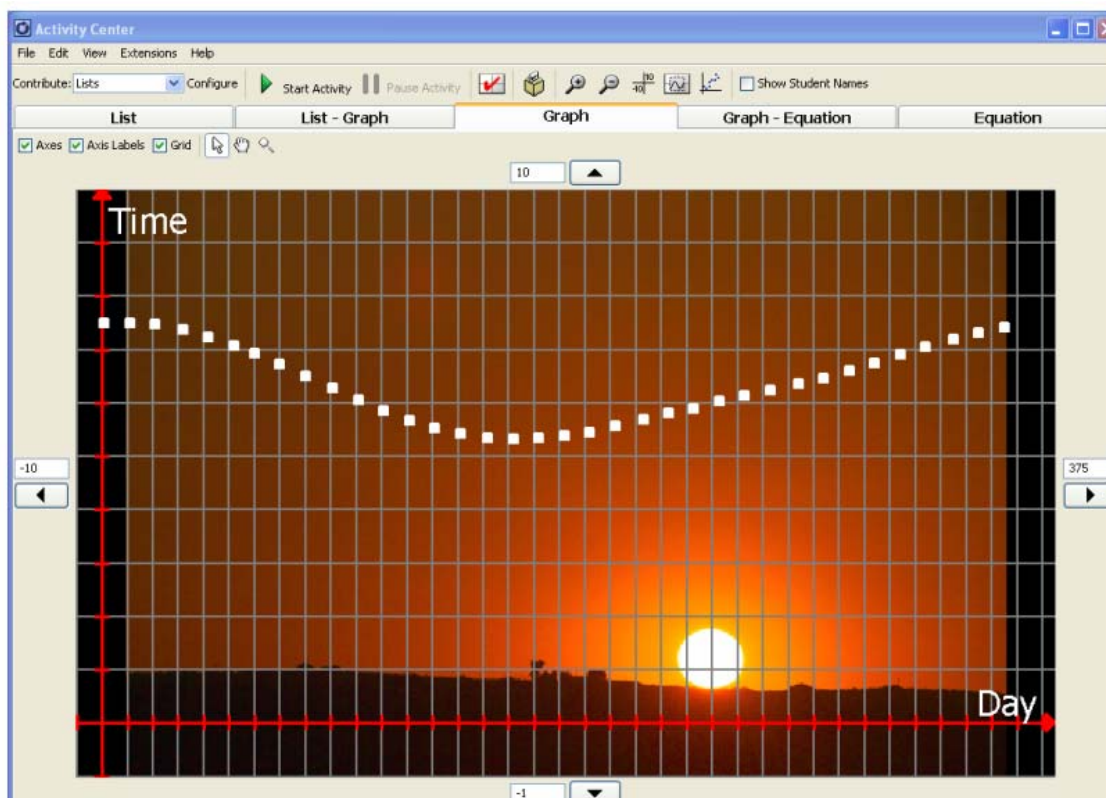 Activity Center
File Edit View Extensions Help
Contribute: Lists Configure Start Activity Pause Activity Show Student Names
List List - Graph Graph Graph - Equation Equation
Axes Axis Labels Grid
10
Time
-10
375
Day
-1